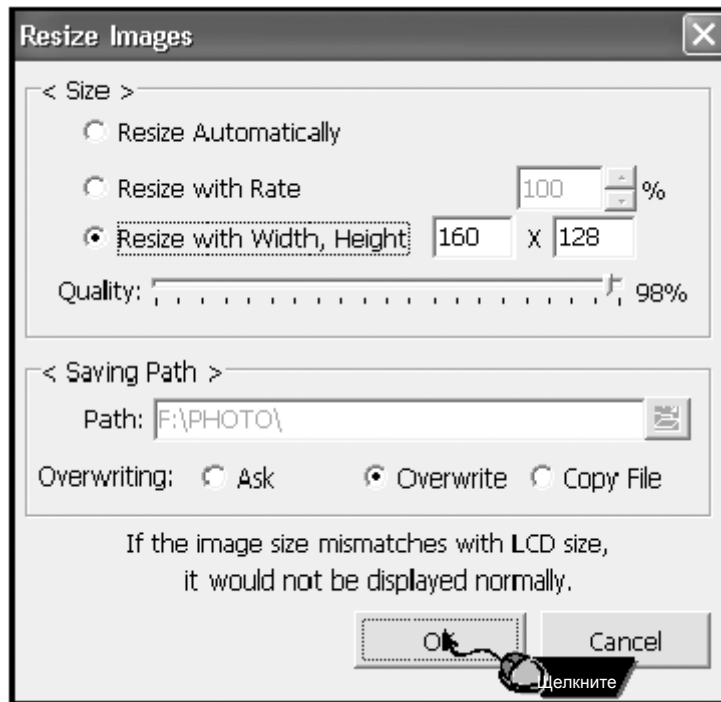 Resize Images
< Size >
Resize Automatically
Resize with Rate 100 %
Resize with Width, Height 160 X 128
Quality: 98%
< Saving Path >
Path: F:\PHOTO\
Overwriting: Ask Overwrite Copy File
If the image size mismatches with LCD size,
it would not be displayed normally.
OK Cancel
Щелкните